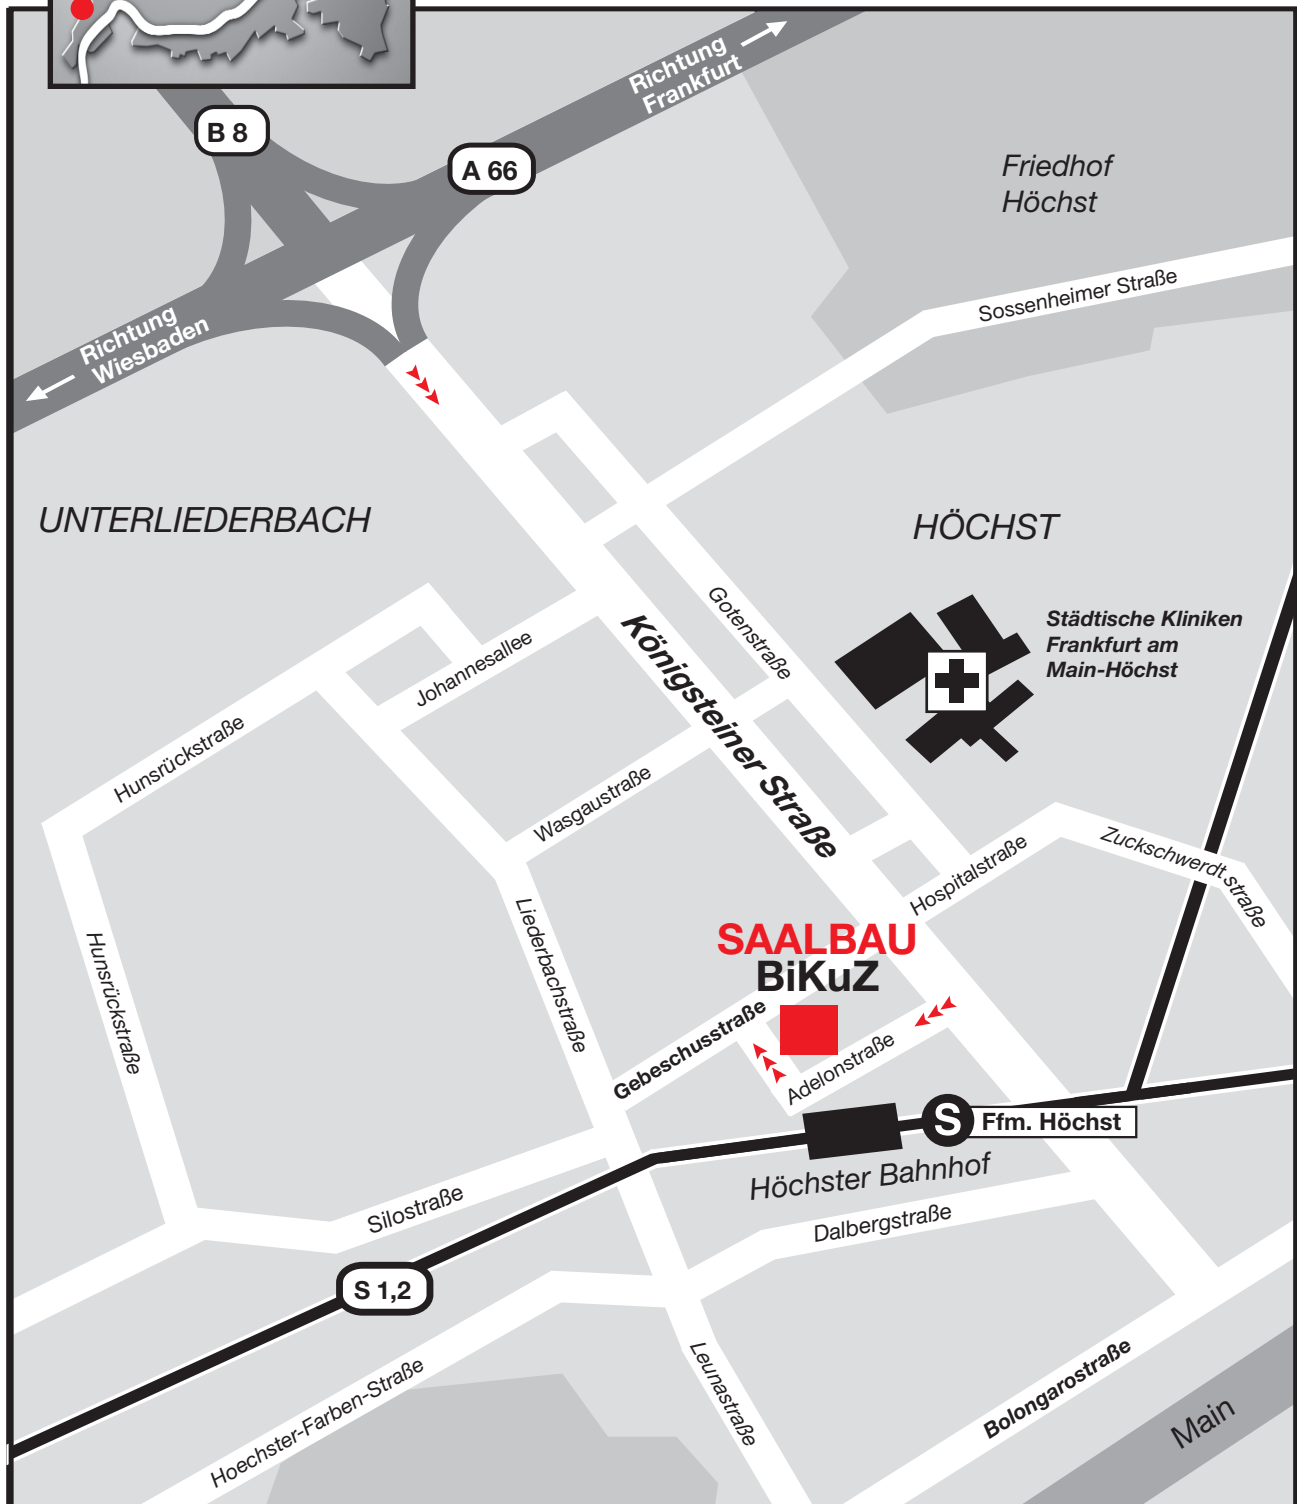 Richtung
Frankfurt
B 8
A 66
Friedhof
Höchst
Sossenheimer Straße
Richtung
Wiesbaden
UNTERLIEDERBACH
HÖCHST
Gotenstraße
Städtische Kliniken
Frankfurt am
Main-Höchst
Johannesallee
Königsteiner Straße
Hunsrückstraße
Wasgaustraße
Zuckschwerdtstraße
Hospitalstraße
Liederbachstraße
Hunsrückstraße
SAALBAU
BiKuZ
Gebeschusstraße
Adelonstraße
S
Ffm. Höchst
Höchster Bahnhof
Silostraße
Dalbergstraße
S 1,2
Leunastraße
Hoechster-Farben-Straße
Bolongarostraße
Main